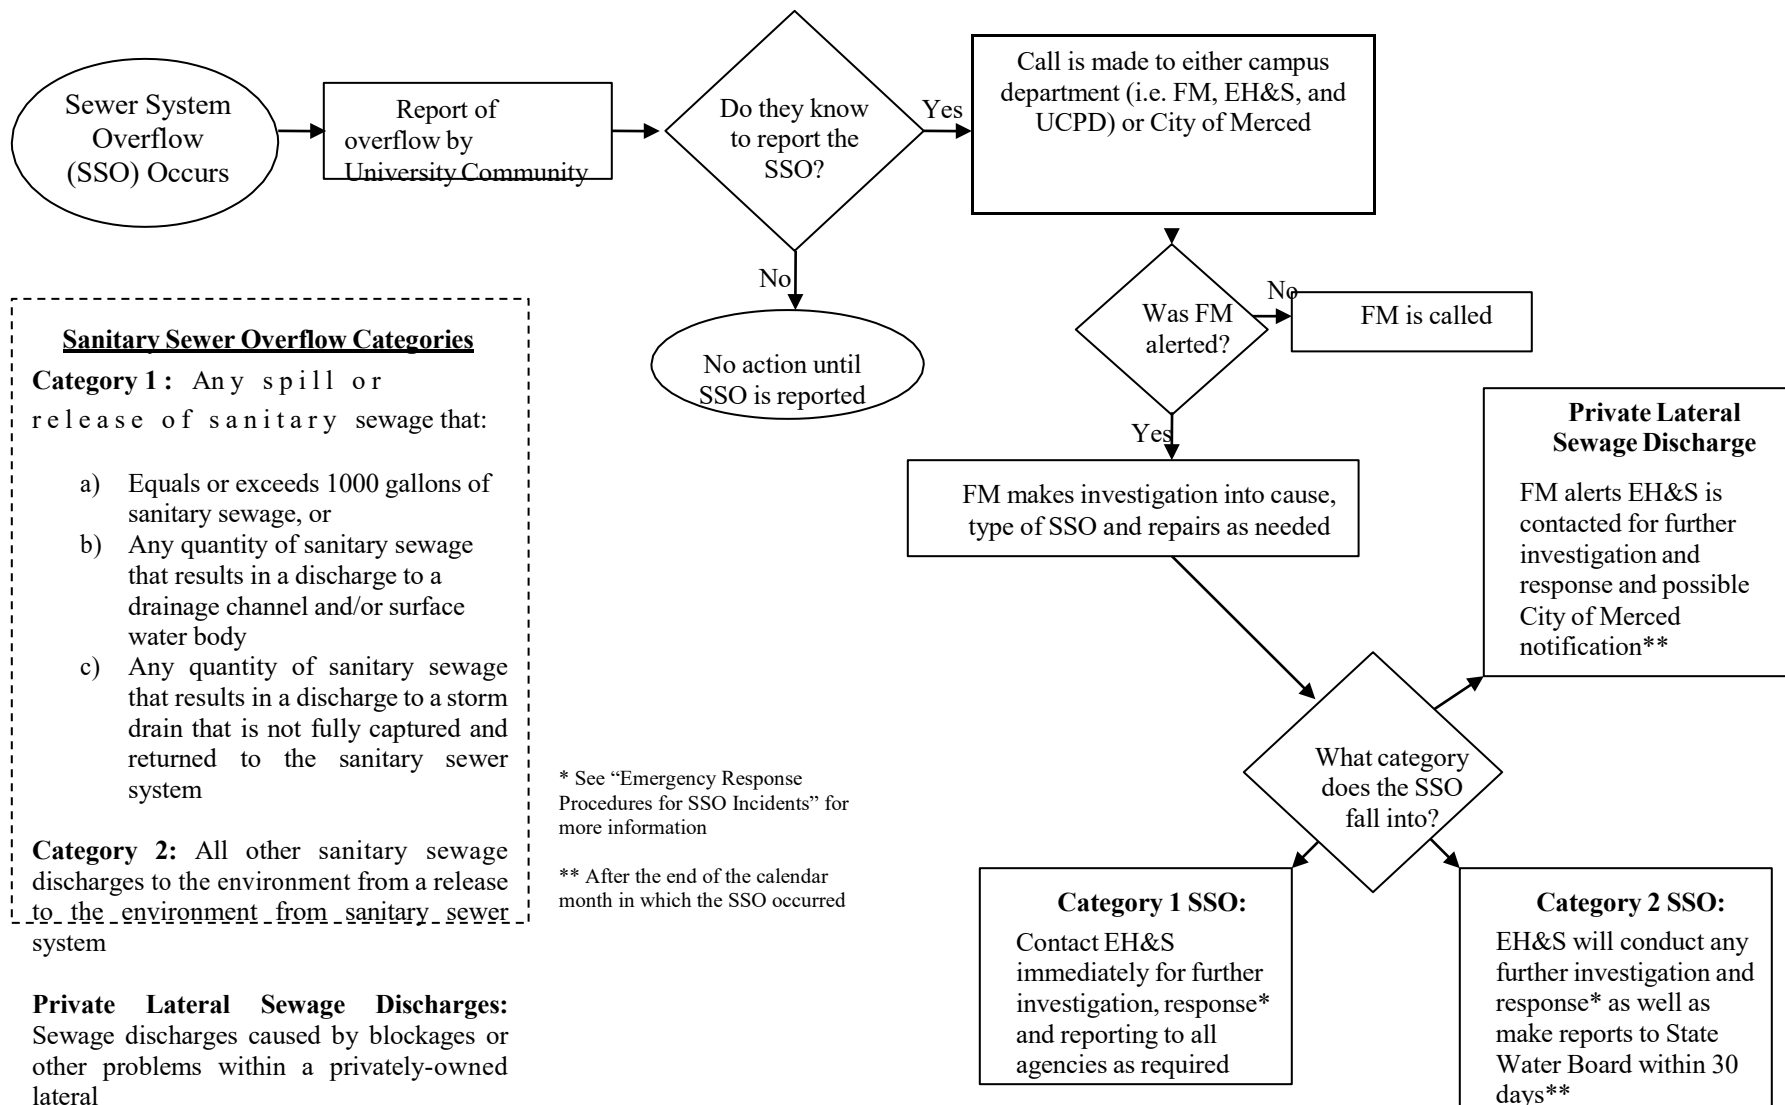 Sewer System
Overflow
(SSO) Occurs
Report of
overflow by
University Community
Do they know
to report the
SSO?
Yes
Call is made to either campus
department (i.e. FM, EH&S, and
UCPD) or City of Merced
No
No action until
SSO is reported
Was FM
alerted?
No
FM is called
Yes
FM makes investigation into cause,
type of SSO and repairs as needed
Private Lateral
Sewage Discharge
FM alerts EH&S is
contacted for further
investigation and
response and possible
City of Merced
notification**
What category
does the SSO
fall into?
Category 1 SSO:
Contact EH&S
immediately for further
investigation, response*
and reporting to all
agencies as required
Category 2 SSO:
EH&S will conduct any
further investigation and
response* as well as
make reports to State
Water Board within 30
days**
Sanitary Sewer Overflow Categories
Category 1 : Any spill or
release of sanitary sewage that:
a) Equals or exceeds 1000 gallons of
sanitary sewage, or
b) Any quantity of sanitary sewage
that results in a discharge to a
drainage channel and/or surface
water body
c) Any quantity of sanitary sewage
that results in a discharge to a storm
drain that is not fully captured and
returned to the sanitary sewer
system
Category 2: All other sanitary sewage
discharges to the environment from a release
to the environment from sanitary sewer
system
Private Lateral Sewage Discharges:
Sewage discharges caused by blockages or
other problems within a privately-owned
lateral
* See “Emergency Response
Procedures for SSO Incidents” for
more information
** After the end of the calendar
month in which the SSO occurred